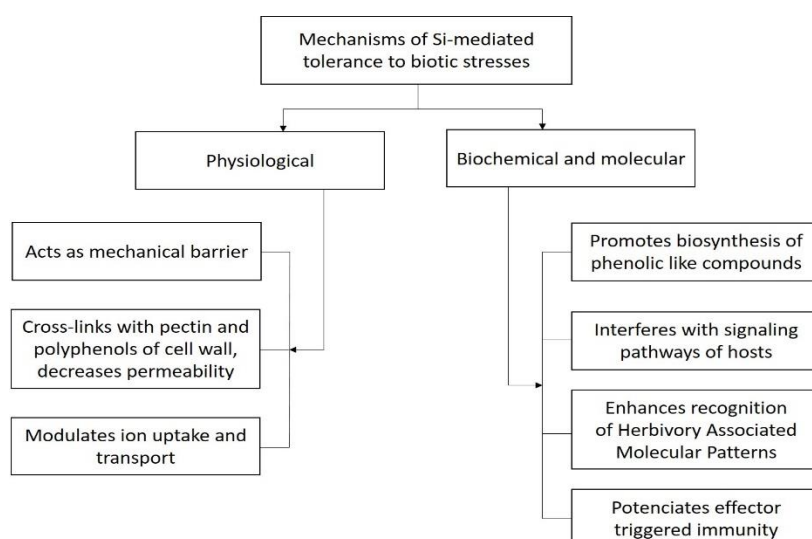 Mechanisms of Si-mediated
tolerance to biotic stresses
Physiological
Biochemical and molecular
Acts as mechanical barrier
Cross-links with pectin and
polyphenols of cell wall,
decreases permeability
Modulates ion uptake and
transport
Promotes biosynthesis of
phenolic like compounds
Interferes with signaling
pathways of hosts
Enhances recognition
of Herbivory Associated
Molecular Patterns
Potenciates effector
triggered immunity